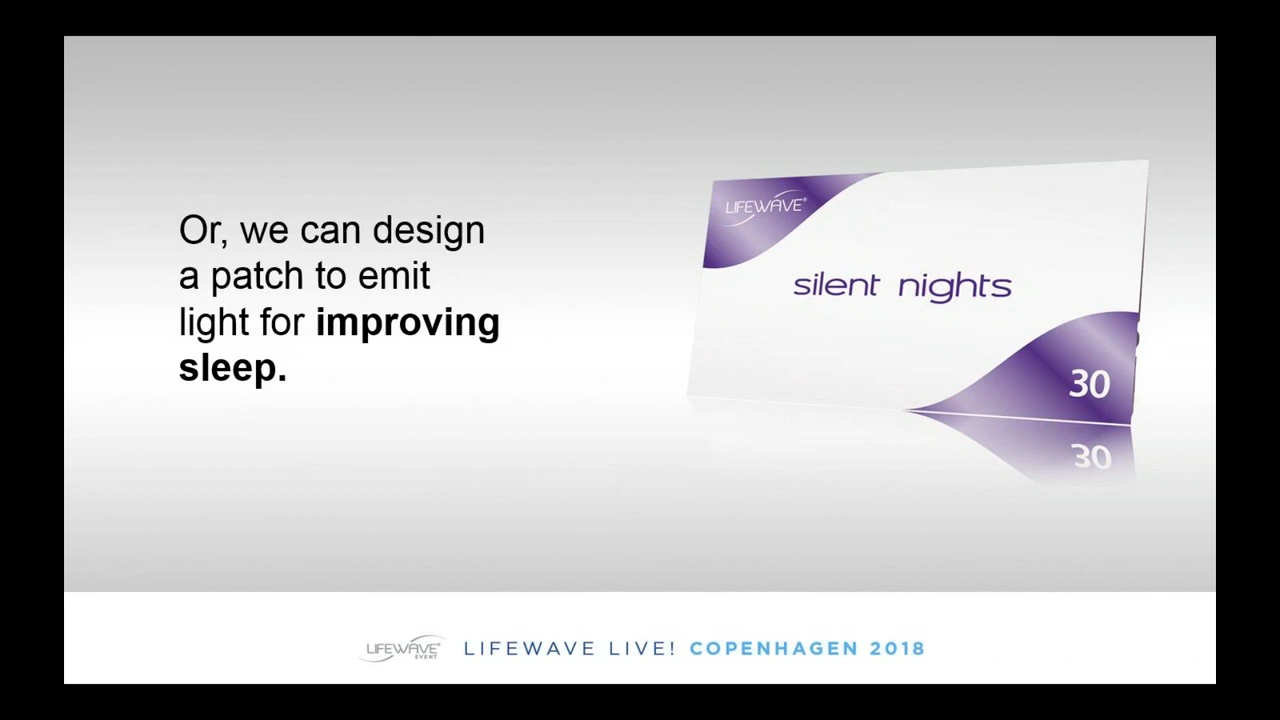 Or, we can design
a patch to emit
light for improving
sleep.
LIFEWAVE®
silent nights
30
30
LIFEWAVE®
EVENT
LIFEWAVE LIVE! COPENHAGEN 2018